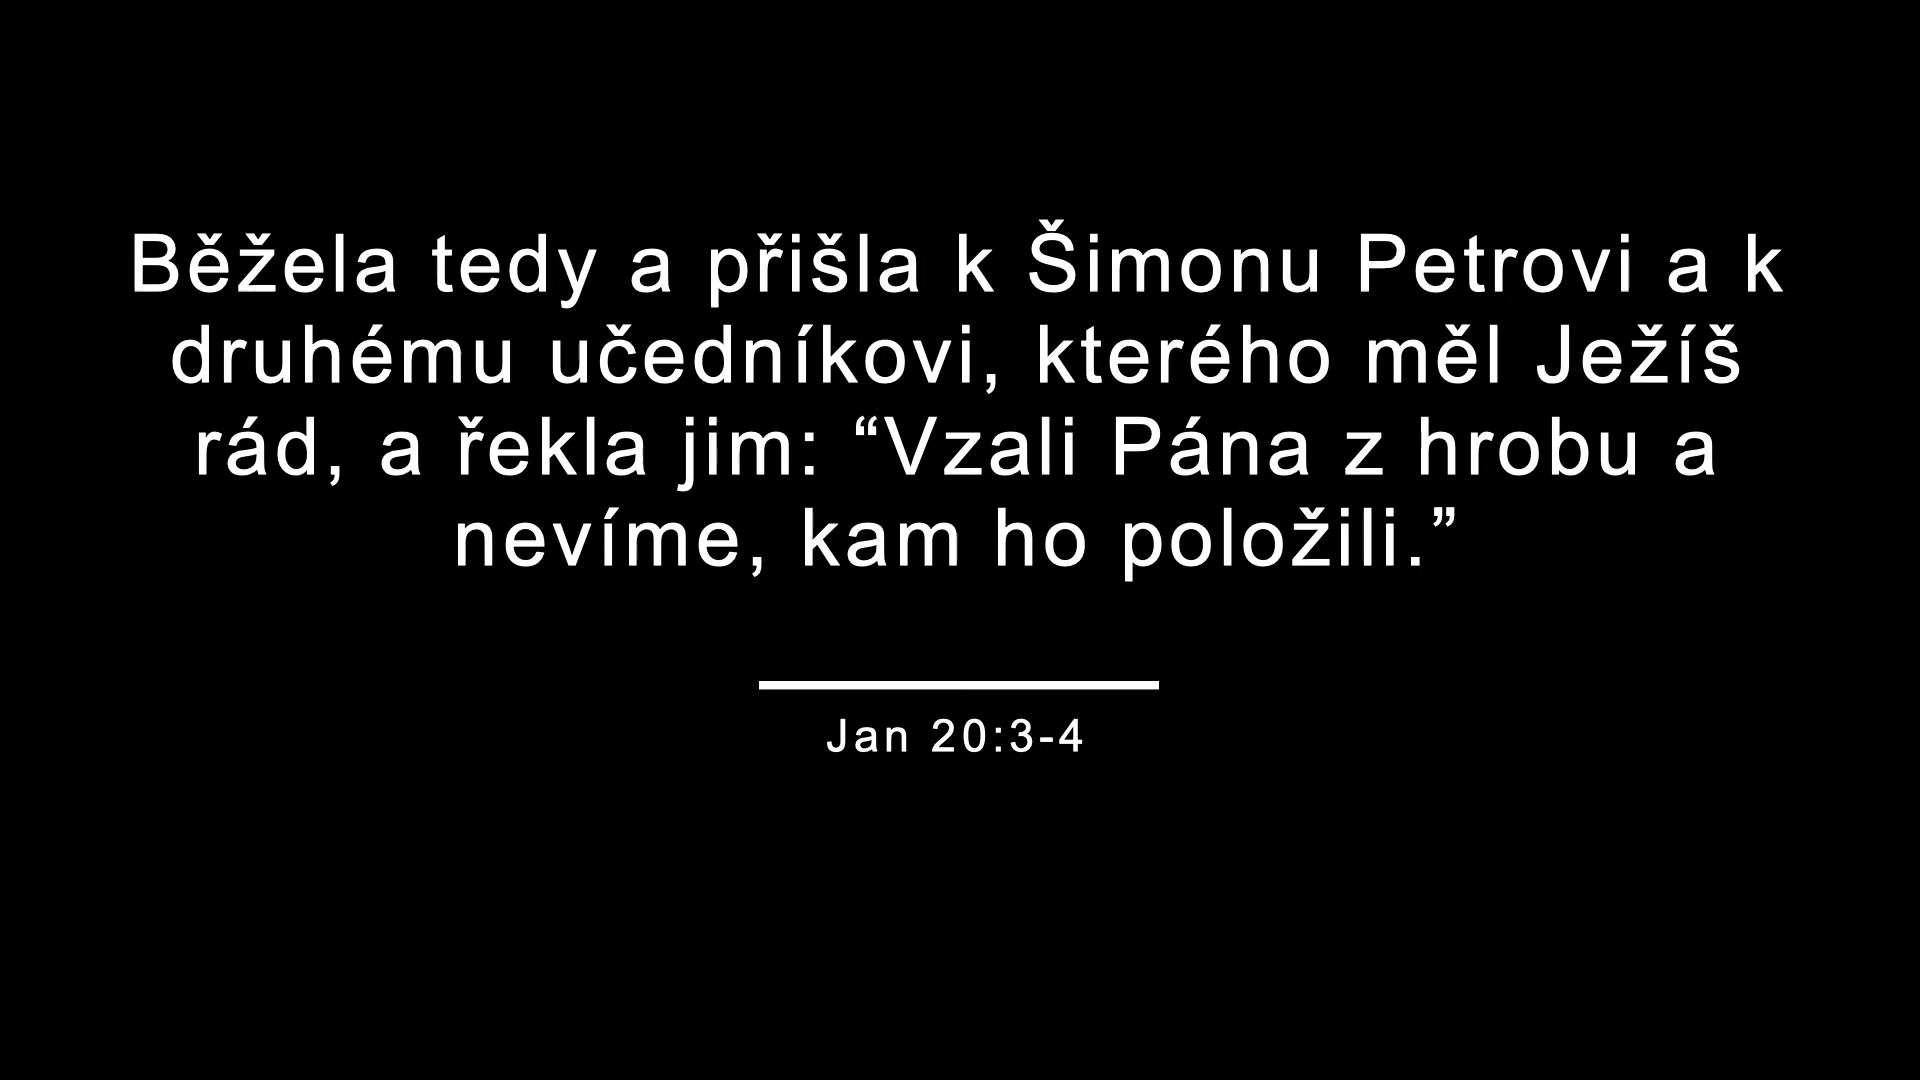 Běžela tedy a přišla k Šimonu Petrovi a k
druhému učedníkovi, kterého měl Ježíš
rád, a řekla jim: “Vzali Pána z hrobu a
nevíme, kam ho položili.”
Jan 20:3-4